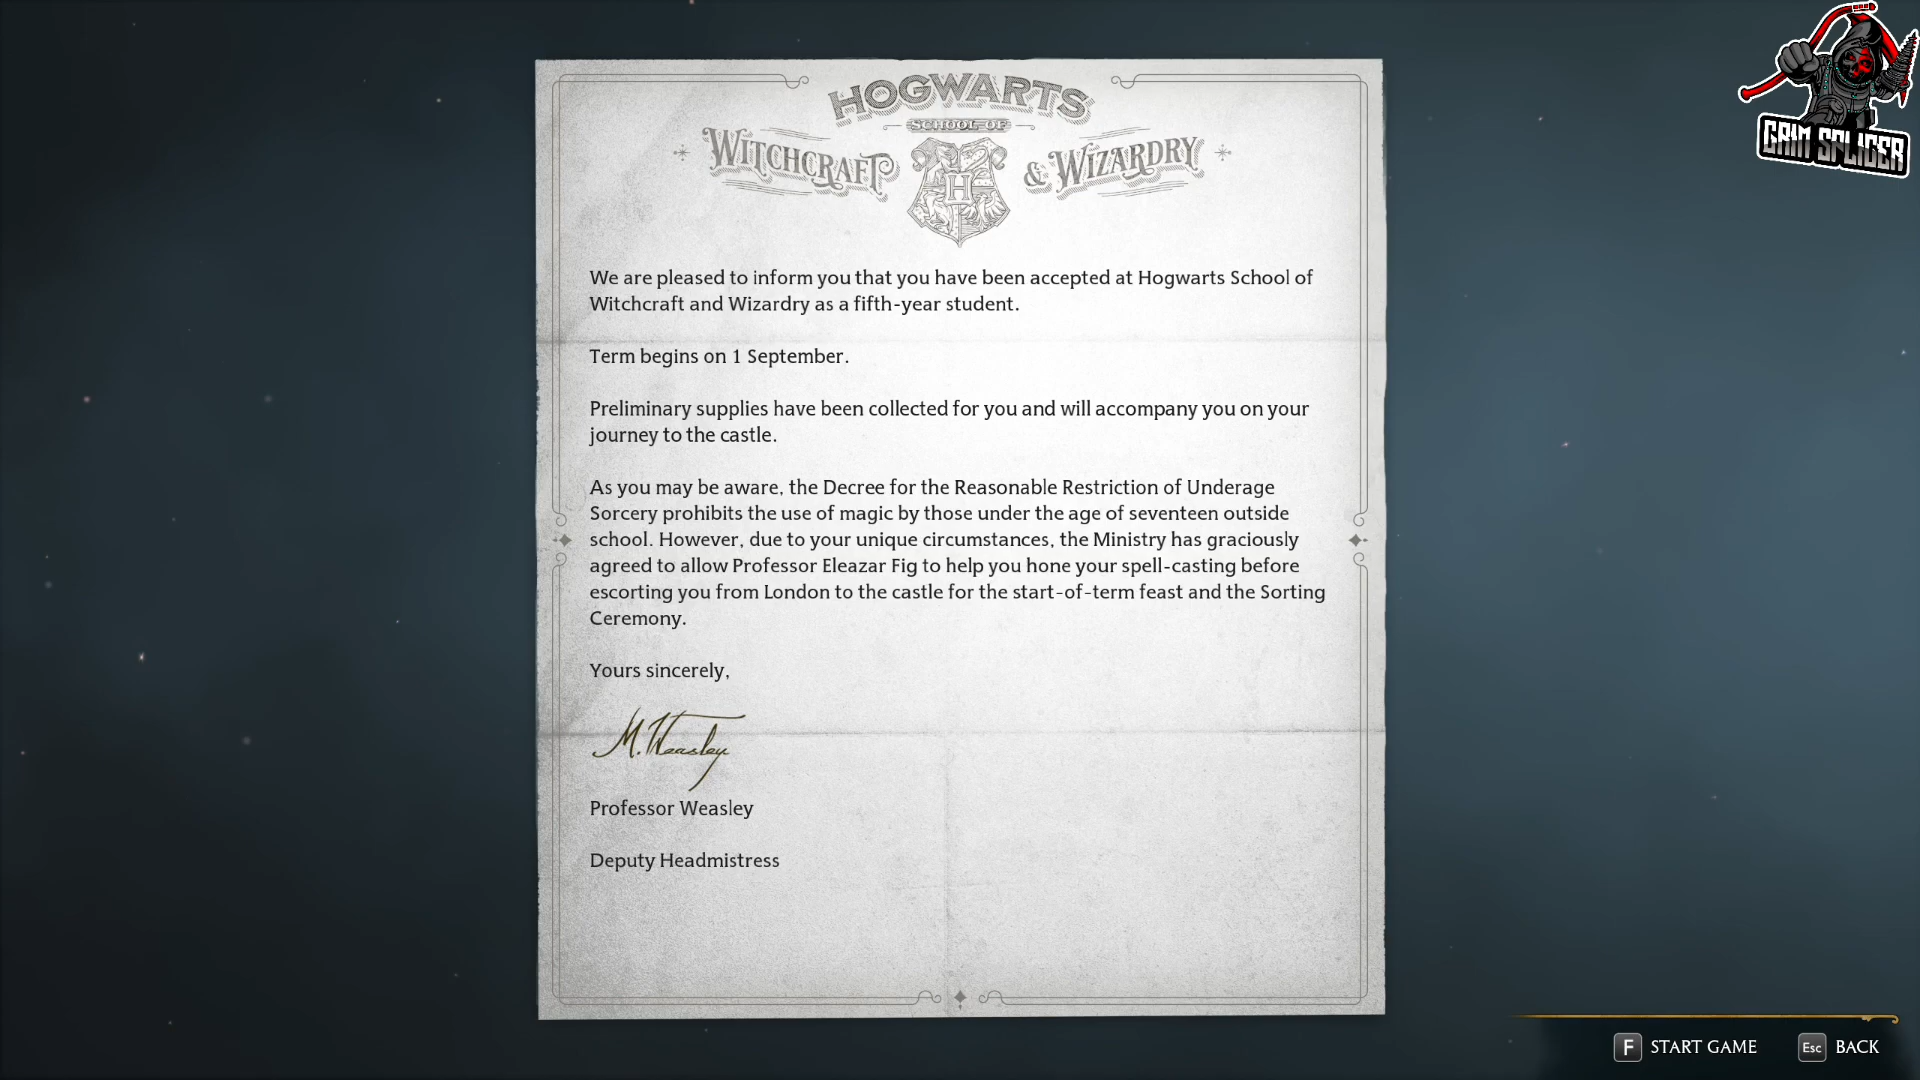 HOGWARTS
SCHOOL OF
WITCHCRAFT & WIZARDRY
H
GRIM SPLICER
We are pleased to inform you that you have been accepted at Hogwarts School of
Witchcraft and Wizardry as a fifth-year student.
Term begins on 1 September.
Preliminary supplies have been collected for you and will accompany you on your
journey to the castle.
As you may be aware, the Decree for the Reasonable Restriction of Underage
Sorcery prohibits the use of magic by those under the age of seventeen outside
school. However, due to your unique circumstances, the Ministry has graciously
agreed to allow Professor Eleazar Fig to help you hone your spell-casting before
escorting you from London to the castle for the start-of-term feast and the Sorting
Ceremony.
Yours sincerely,
M. Weasley
Professor Weasley
Deputy Headmistress
F START GAME Esc BACK